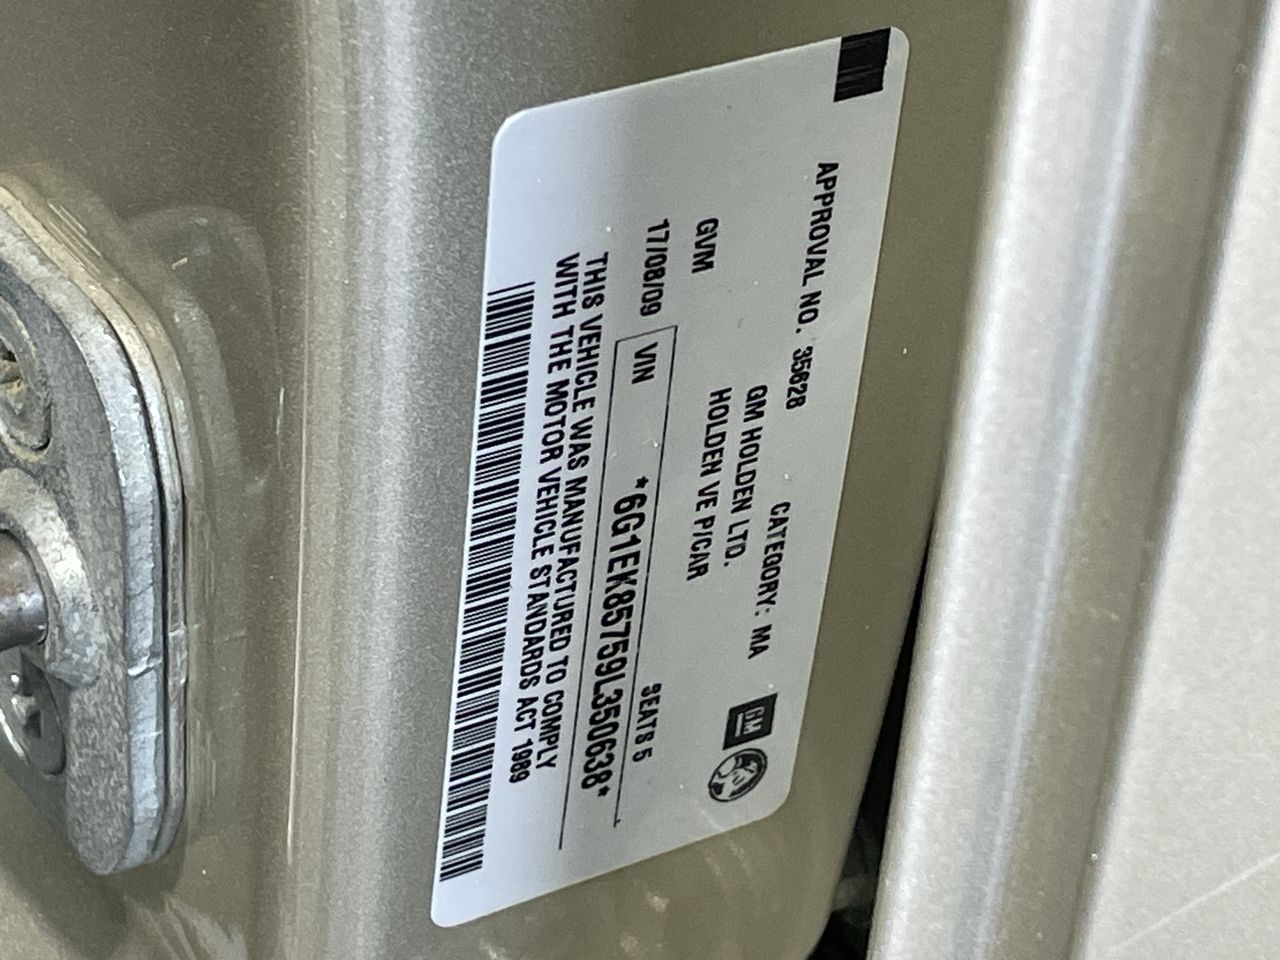 APPROVAL NO. 35628 CATEGORY: MA
GM HOLDEN LTD.
HOLDEN VE P/CAR
GVM
17/08/09 SEATS 5
VIN *6G1EK85759L350638*
THIS VEHICLE WAS MANUFACTURED TO COMPLY
WITH THE MOTOR VEHICLE STANDARDS ACT 1989
GM